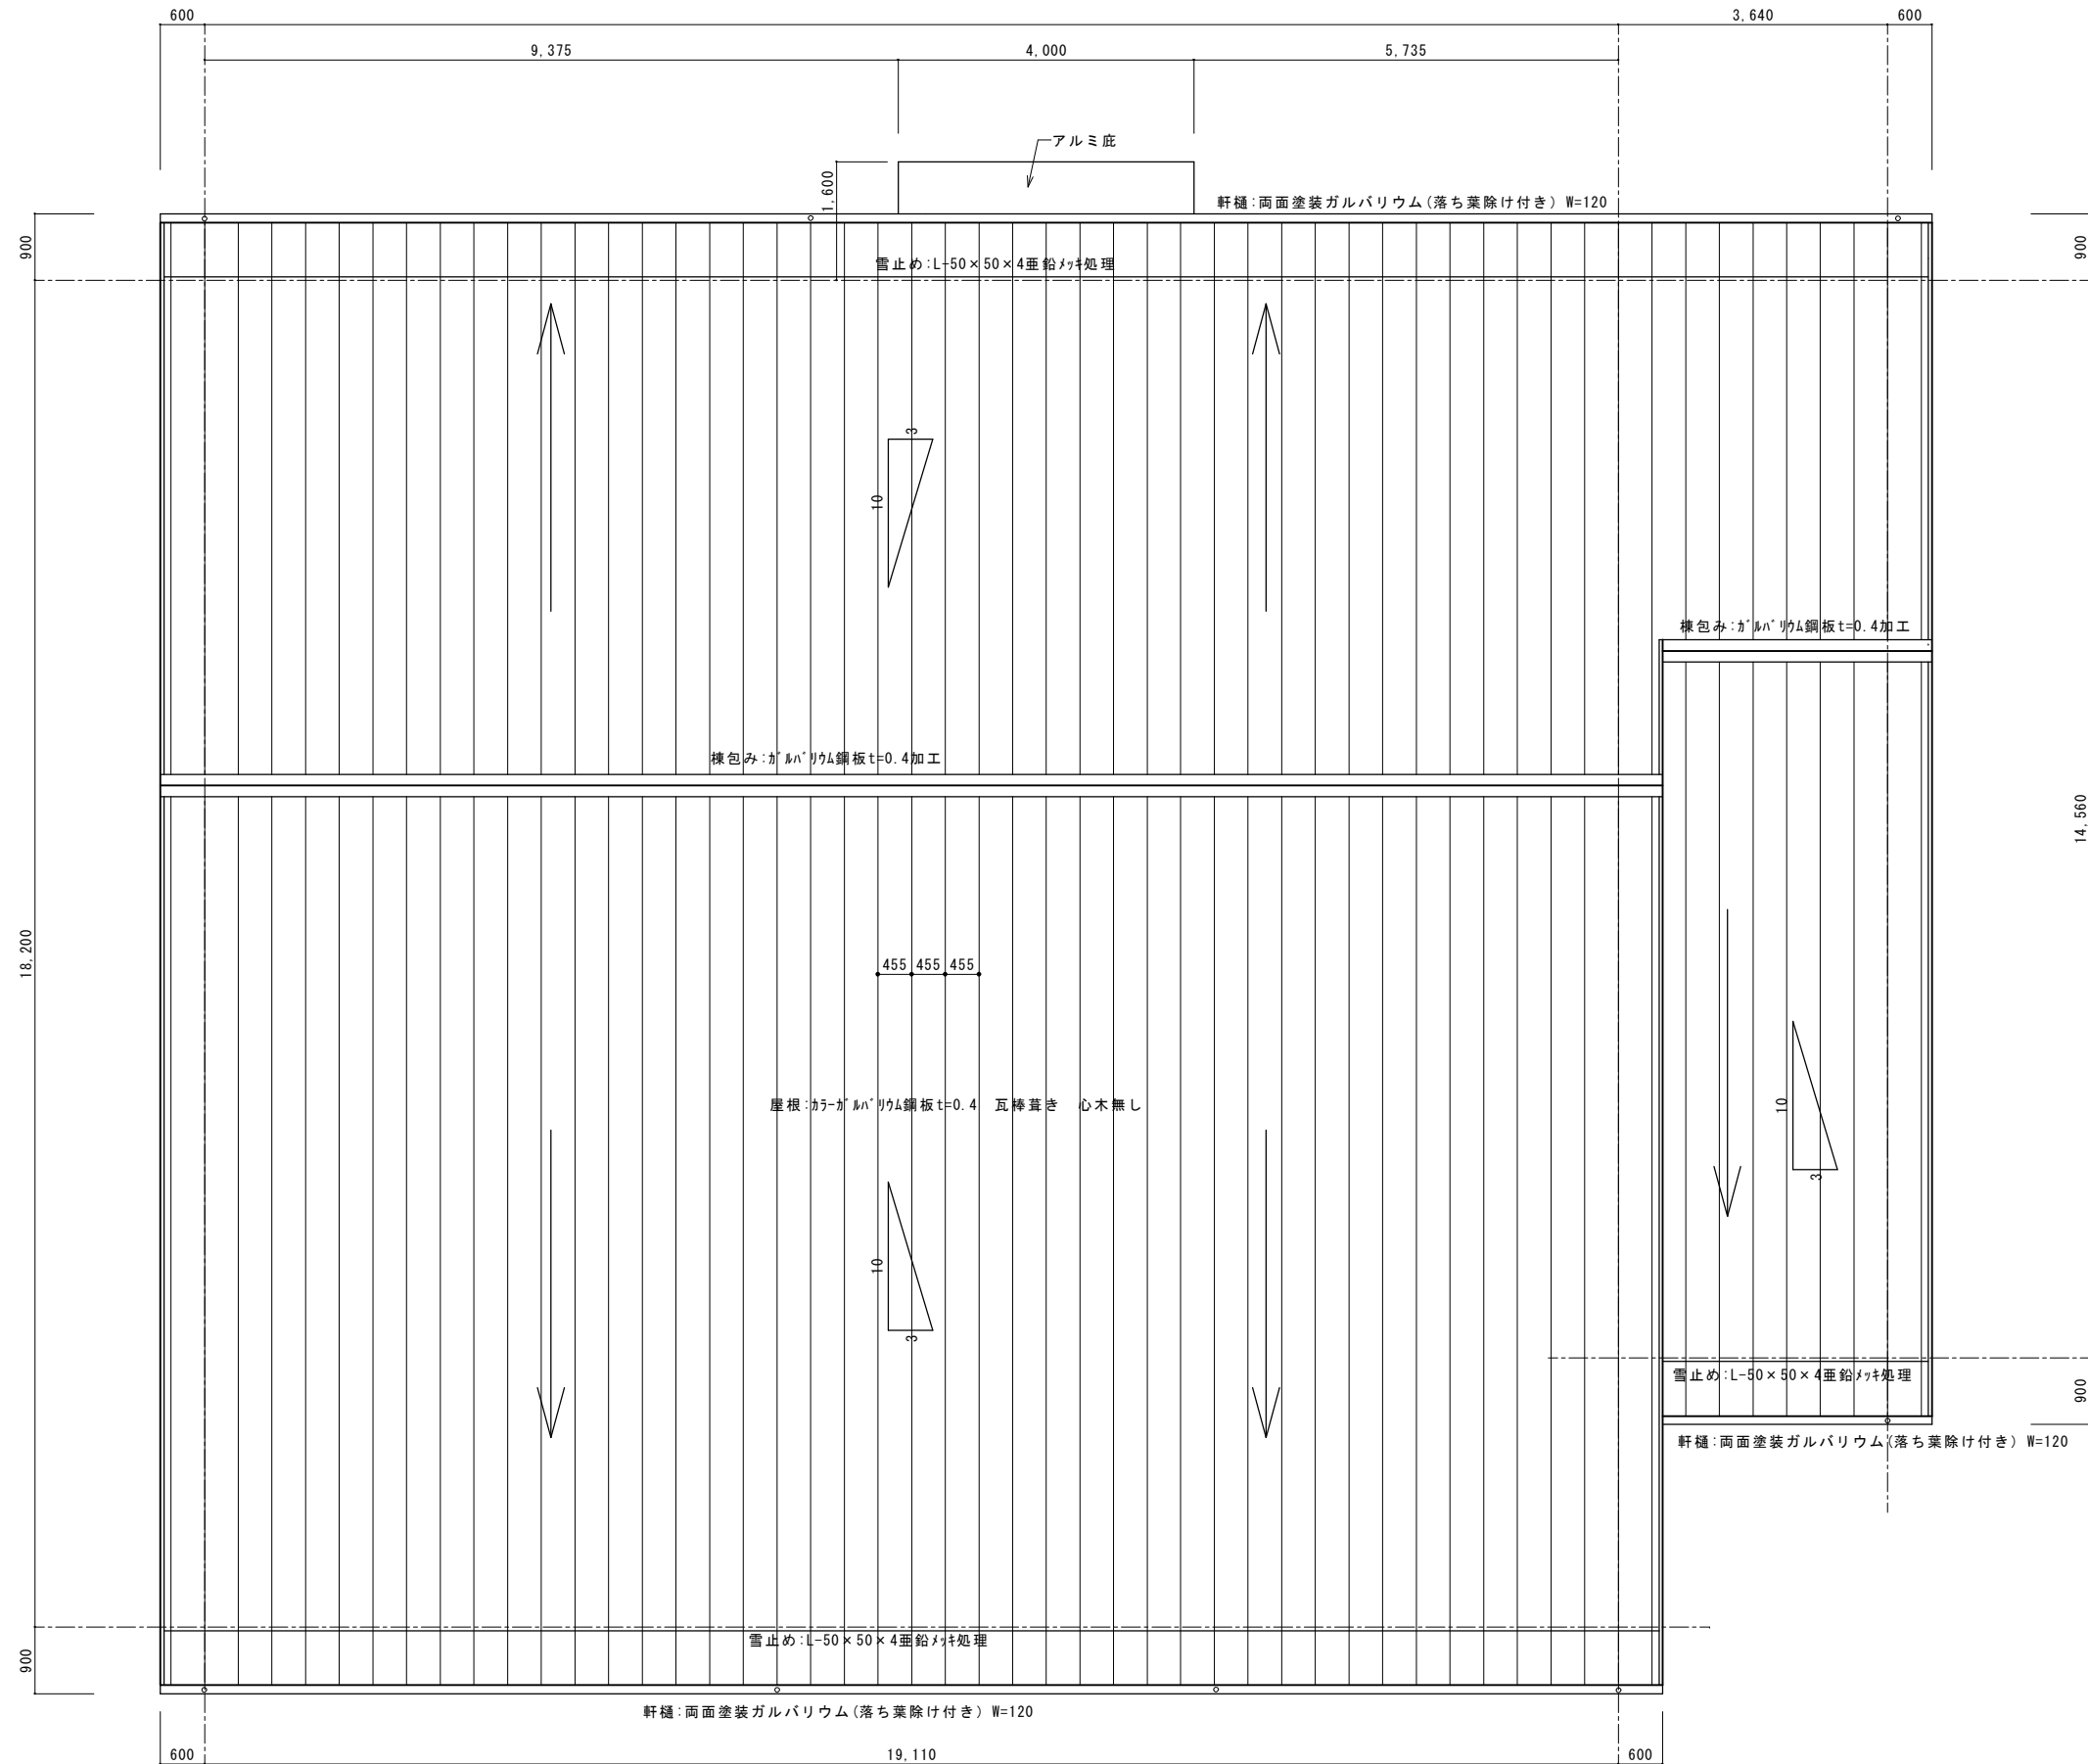 600
3,640
600
9,375
4,000
5,735
アルミ庇
1,600
軒樋:両面塗装ガルバリウム(落ち葉除け付き) W=120
900
900
雪止め:L-50×50×4亜鉛ﾒｯｷ処理
3
10
棟包み:ｶﾞﾙﾊﾞﾘｳﾑ鋼板t=0.4加工
棟包み:ｶﾞﾙﾊﾞﾘｳﾑ鋼板t=0.4加工
14,560
18,200
455 455 455
屋根:ｶﾗｰｶﾞﾙﾊﾞﾘｳﾑ鋼板t=0.4 瓦棒葺き 心木無し
10
3
10
3
雪止め:L-50×50×4亜鉛ﾒｯｷ処理
900
軒樋:両面塗装ガルバリウム(落ち葉除け付き) W=120
雪止め:L-50×50×4亜鉛ﾒｯｷ処理
900
軒樋:両面塗装ガルバリウム(落ち葉除け付き) W=120
600
19,110
600